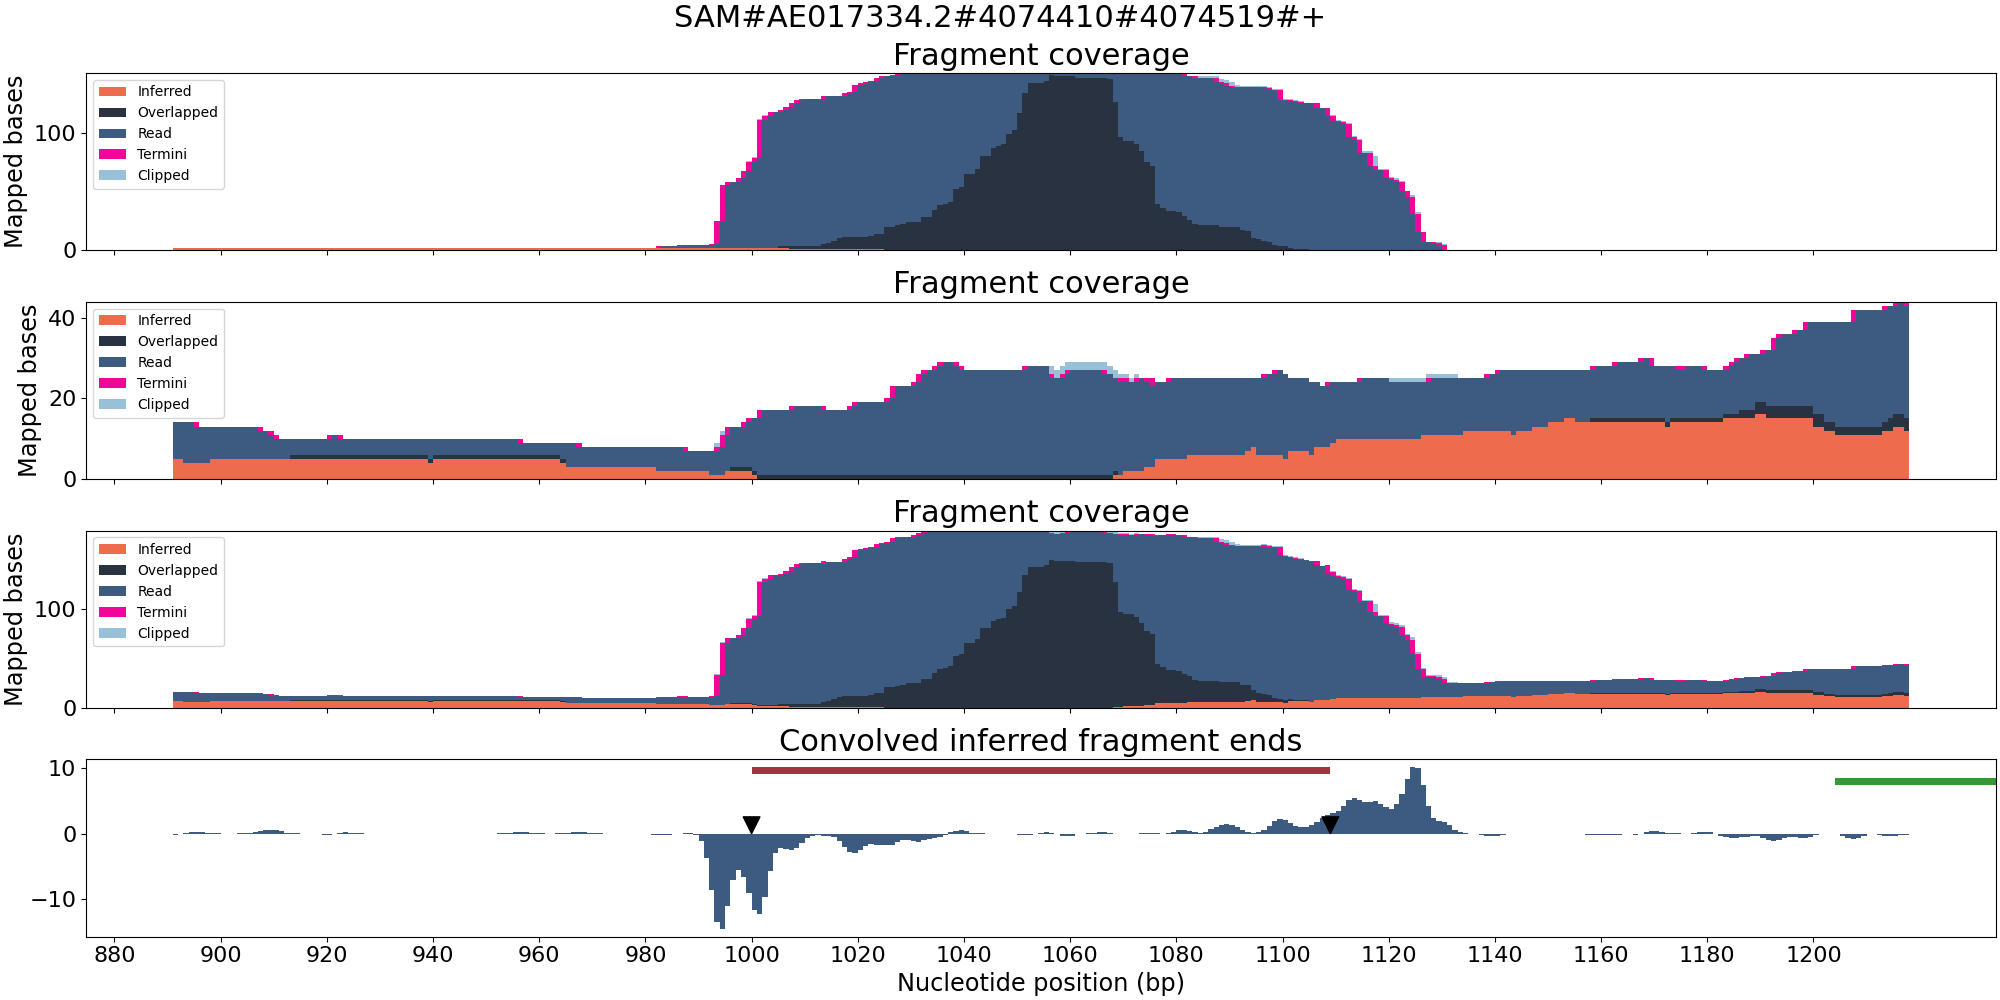 SAM#AE017334.2#4074410#4074519#+
Fragment coverage
Mapped bases
100
0
Inferred
Overlapped
Read
Termini
Clipped
Fragment coverage
Mapped bases
40
20
0
Inferred
Overlapped
Read
Termini
Clipped
Fragment coverage
Mapped bases
100
0
Inferred
Overlapped
Read
Termini
Clipped
Convolved inferred fragment ends
10
0
−10
880 900 920 940 960 980 1000 1020 1040 1060 1080 1100 1120 1140 1160 1180 1200
Nucleotide position (bp)